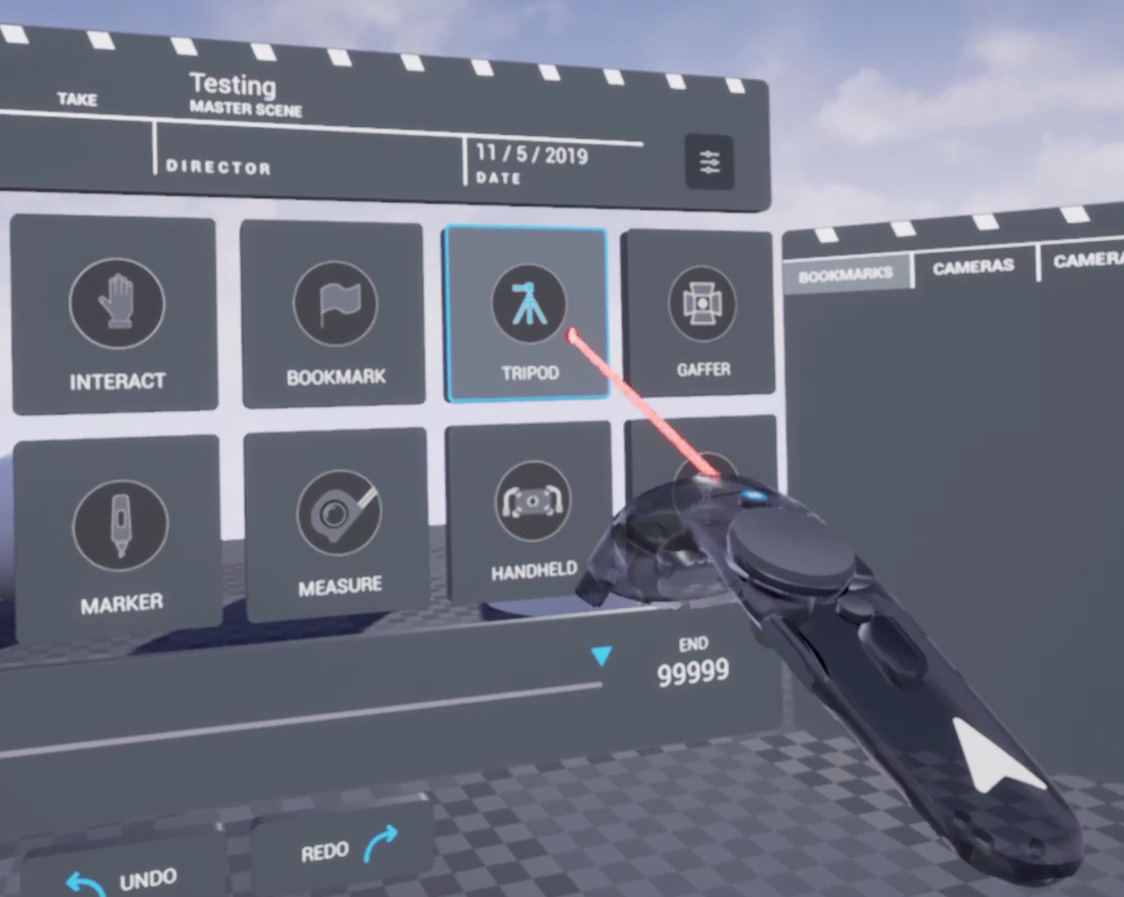 Testing
TAKE
MASTER SCENE
11 / 5 / 2019
DIRECTOR
DATE
BOOKMARKS
CAMERAS
INTERACT
BOOKMARK
TRIPOD
GAFFER
MARKER
MEASURE
HANDHELD
END
99999
UNDO
REDO